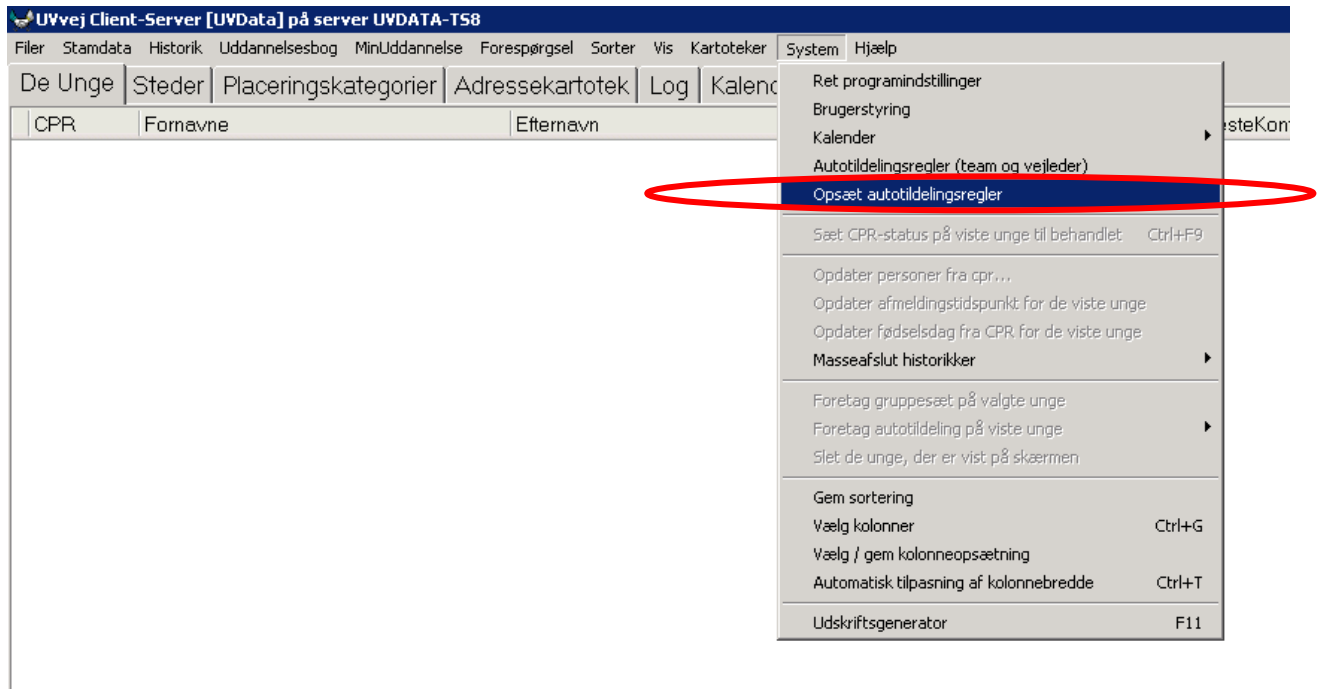 UVvej Client-Server [UVData] på server UVDATA-TS8
Filer Stamdata Historik Uddannelsesbog MinUddannelse Forespørgsel Sorter Vis Kartoteker System Hjælp
De Unge Steder Placeringskategorier Adressekartotek Log Kalend
CPR Fornavne Efternavn esteKon
Ret programindstillinger
Brugerstyring
Kalender
Autotildelingsregler (team og vejleder)
Opsæt autotildelingsregler
Sæt CPR-status på viste unge til behandlet Ctrl+F9
Opdater personer fra cpr...
Opdater afmeldingstidspunkt for de viste unge
Opdater fødselsdag fra CPR for de viste unge
Masseafslut historikker
Foretag gruppesæt på valgte unge
Foretag autotildeling på viste unge
Slet de unge, der er vist på skærmen
Gem sortering
Vælg kolonner Ctrl+G
Vælg / gem kolonneopsætning
Automatisk tilpasning af kolonnebredde Ctrl+T
Udskriftsgenerator F11